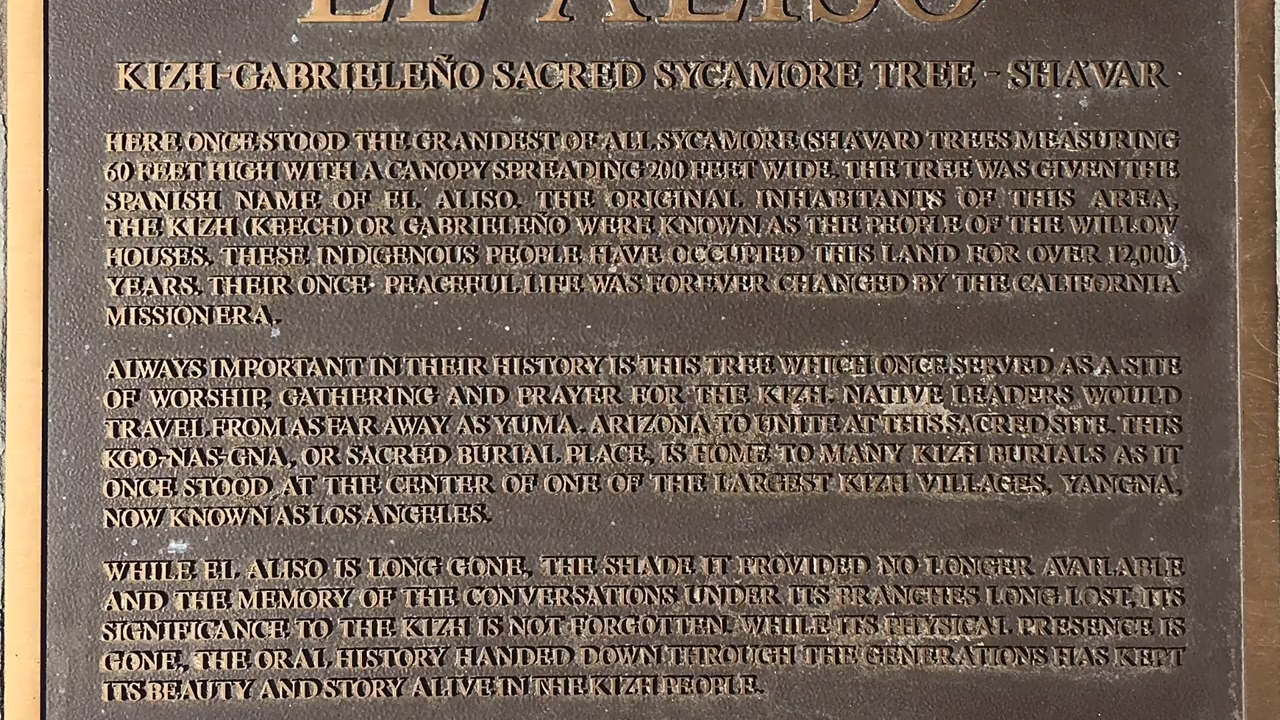 EL ALISO
KIZH-GABRIELEÑO SACRED SYCAMORE TREE - SHA'VAR
HERE ONCE STOOD THE GRANDEST OF ALL SYCAMORE (SHAVAR) TREES MEASURING
60 FEET HIGH WITH A CANOPY SPREADING 200 FEET WIDE. THE TREE WAS GIVEN THE
SPANISH NAME OF EL ALISO. THE ORIGINAL INHABITANTS OF THIS AREA,
THE KIZH (KEECH) OR GABRIELEÑO WERE KNOWN AS THE PEOPLE OF THE WILLOW
HOUSES. THESE INDIGENOUS PEOPLE HAVE OCCUPIED THIS LAND FOR OVER 12,000
YEARS. THEIR ONCE- PEACEFUL LIFE WAS FOREVER CHANGED BY THE CALIFORNIA
MISSION ERA.
ALWAYS IMPORTANT IN THEIR HISTORY IS THIS TREE WHICH ONCE SERVED AS A SITE
OF WORSHIP, GATHERING AND PRAYER FOR THE KIZH. NATIVE LEADERS WOULD
TRAVEL FROM AS FAR AWAY AS YUMA, ARIZONA TO UNITE AT THIS SACRED SITE. THIS
KOO-NAS-GNA, OR SACRED BURIAL PLACE, IS HOME TO MANY KIZH BURIALS AS IT
ONCE STOOD AT THE CENTER OF ONE OF THE LARGEST KIZH VILLAGES, YANGNA,
NOW KNOWN AS LOS ANGELES.
WHILE EL ALISO IS LONG GONE, THE SHADE IT PROVIDED NO LONGER AVAILABLE
AND THE MEMORY OF THE CONVERSATIONS UNDER ITS BRANCHES LONG LOST, ITS
SIGNIFICANCE TO THE KIZH IS NOT FORGOTTEN. WHILE ITS PHYSICAL PRESENCE IS
GONE, THE ORAL HISTORY HANDED DOWN THROUGH THE GENERATIONS HAS KEPT
ITS BEAUTY AND STORY ALIVE IN THE KIZH PEOPLE.